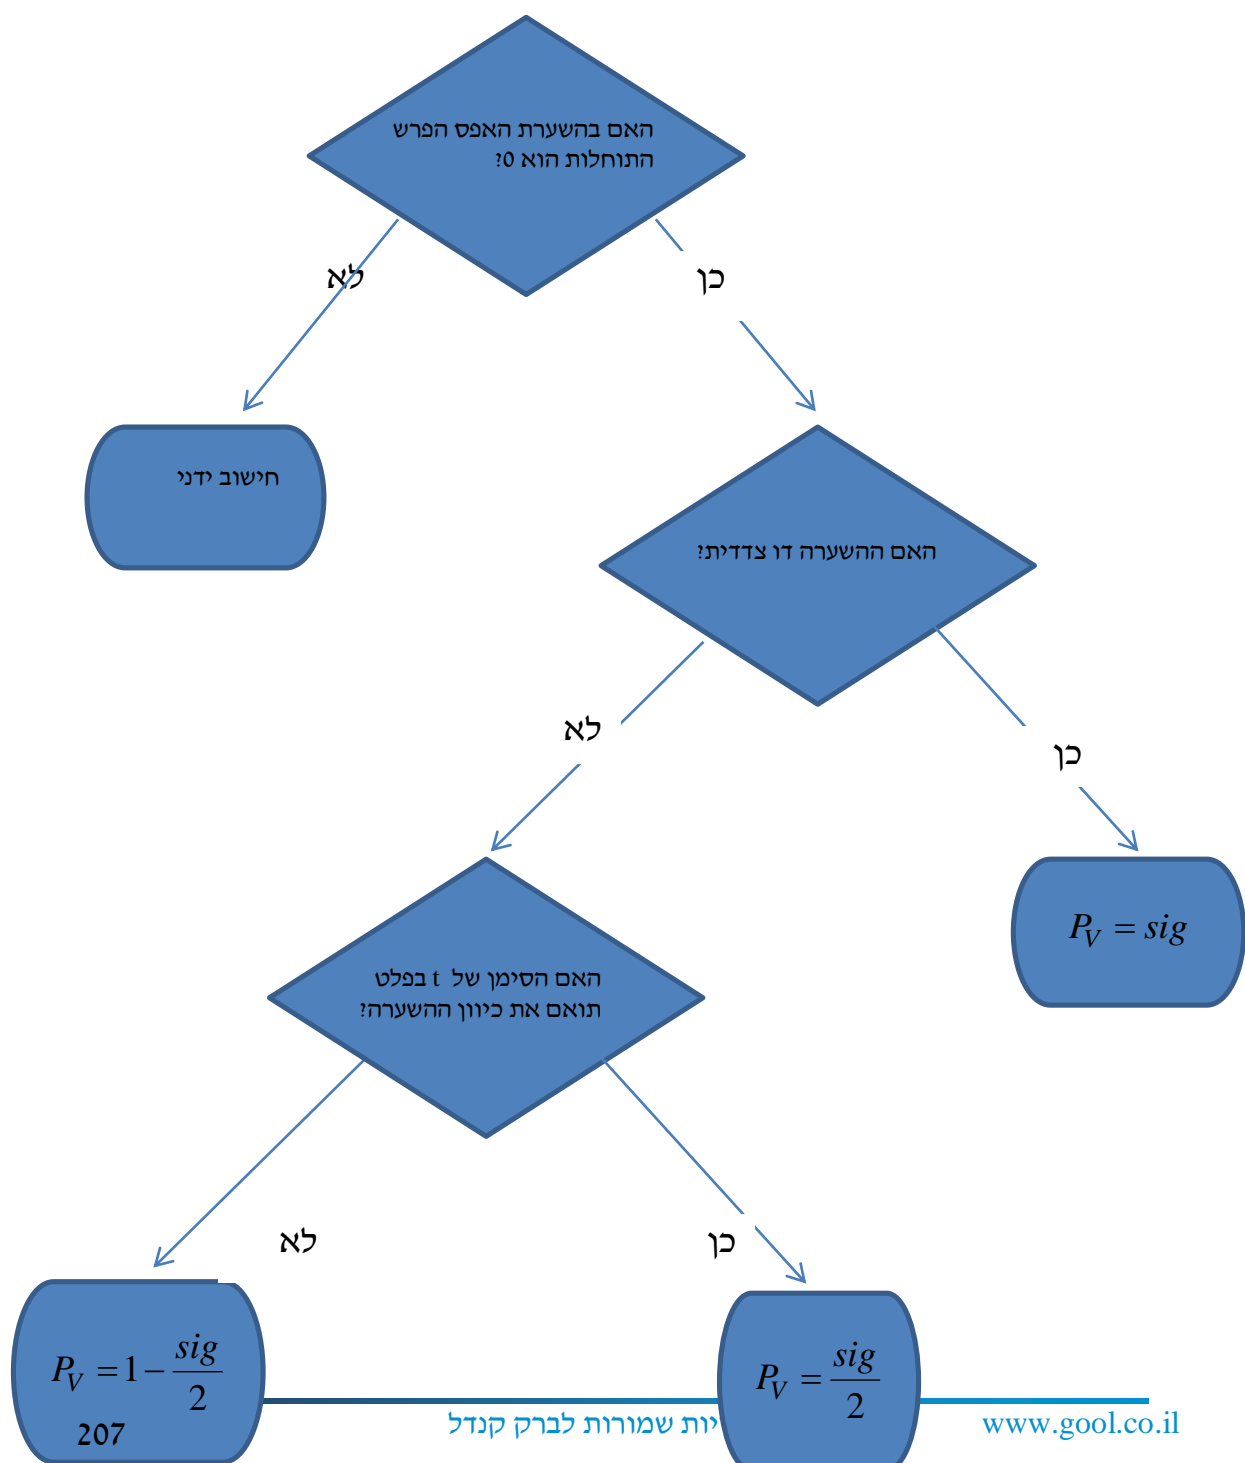 האם בהשערת האפס הפרש
התוחלות הוא 0?
לא
כן
חישוב ידני
האם ההשערה דו צדדית?
לא
כן
P_V = sig
האם הסימן של t בפלט
תואם את כיוון ההשערה?
לא
כן
P_V = 1 - sig/2
P_V = sig/2
207
יות שמורות לברק קנדל
www.gool.co.il